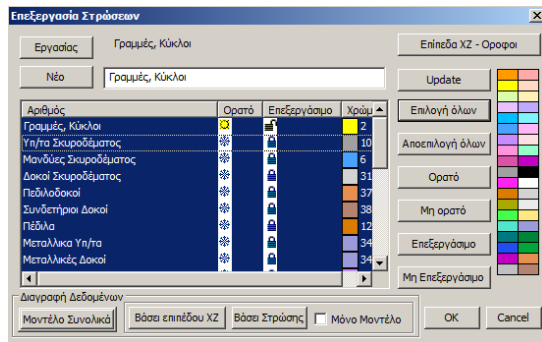 Επεξεργασία Στρώσεων
Εργασίας Γραμμές, Κύκλοι Επίπεδα ΧΖ - Οροφοι
Νέο Γραμμές, Κύκλοι Update
Αριθμός Ορατό Επεξεργάσιμο Χρώμ Επιλογή όλων
Γραμμές, Κύκλοι 2
Υπ/τα Σκυροδέματος 10 Αποεπιλογή όλων
Μανδύες Σκυροδέματος 6
Δοκοί Σκυροδέματος 31 Ορατό
Πεδιλοδοκοί 37
Συνδετήριοι Δοκοί 38 Μη ορατό
Πέδιλα 12
Μεταλλικα Υπ/τα 34 Επεξεργάσιμο
Μεταλλικές Δοκοί 34
Μη Επεξεργάσιμο
Διαγραφή Δεδομένων
Μοντέλο Συνολικά Βάσει επιπέδου ΧΖ Βάσει Στρώσης Μόνο Μοντέλο OK Cancel